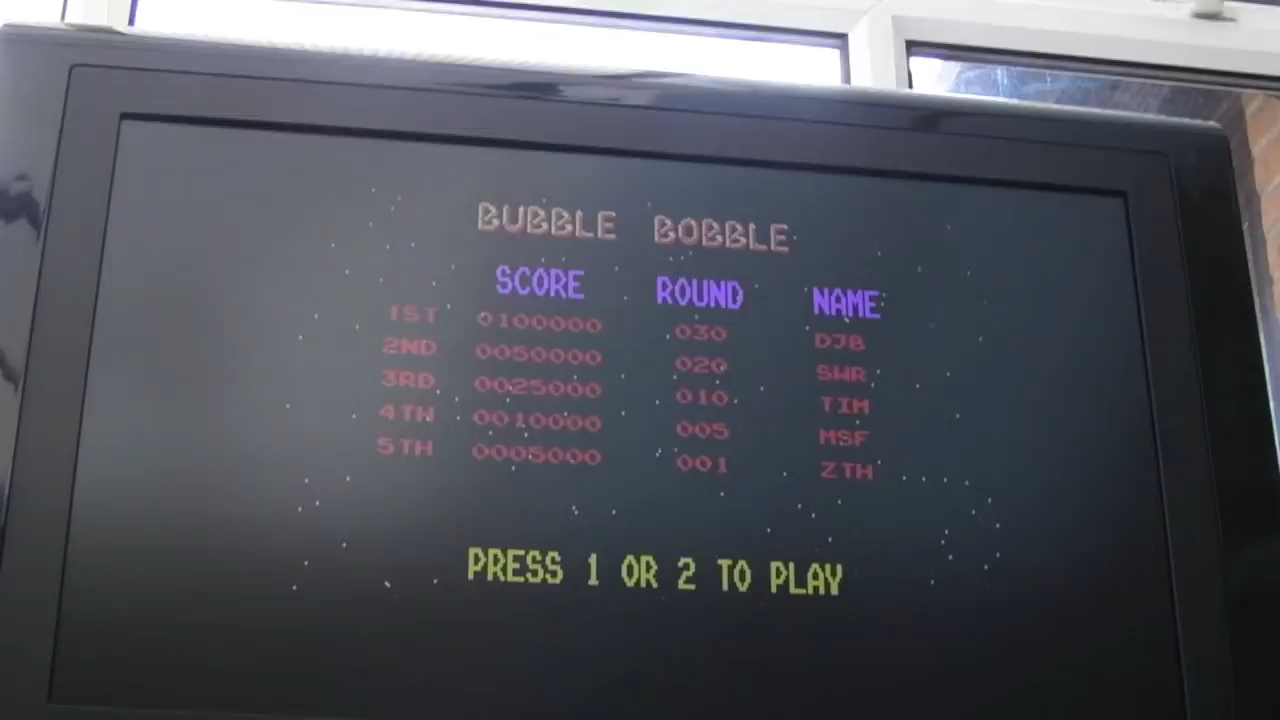 BUBBLE BOBBLE
SCORE ROUND NAME
1ST 0100000 030 DJB
2ND 0050000 020 SWR
3RD 0025000 010 TIM
4TH 0010000 005 MSF
5TH 0005000 001 ZTH
PRESS 1 OR 2 TO PLAY